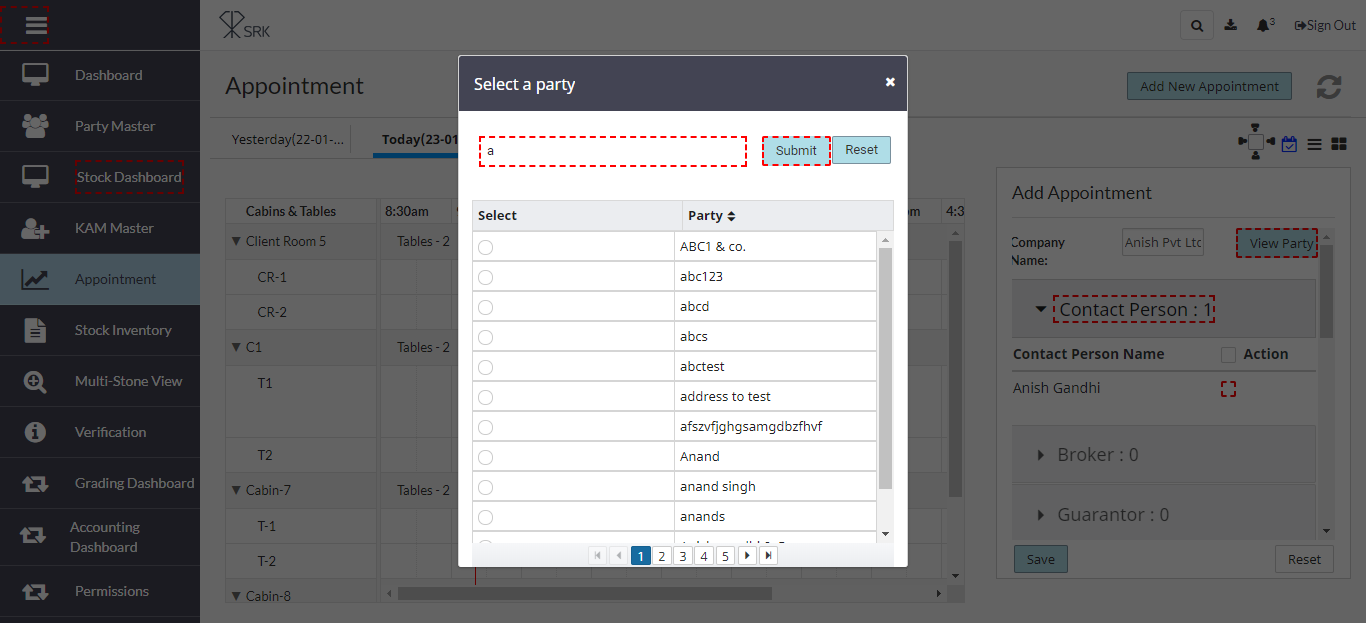 SRK
3
Sign Out
Dashboard
Party Master
Stock Dashboard
KAM Master
Appointment
Stock Inventory
Multi-Stone View
Verification
Grading Dashboard
Accounting
Dashboard
Permissions
Appointment
Add New Appointment
Yesterday(22-01-...
Today(23-01
Cabins & Tables
8:30am
4:3
Client Room 5
Tables - 2
CR-1
CR-2
C1
Tables - 2
T1
T2
Cabin-7
Tables - 2
T-1
T-2
Cabin-8
Select a party
a
Submit
Reset
Select
Party
ABC1 & co.
abc123
abcd
abcs
abctest
address to test
afszvfjghgsamgdbzfhvf
Anand
anand singh
anands
1 2 3 4 5
Add Appointment
Company
Name:
Anish Pvt Ltd
View Party
Contact Person : 1
Contact Person Name
Action
Anish Gandhi
Broker : 0
Guarantor : 0
Save
Reset